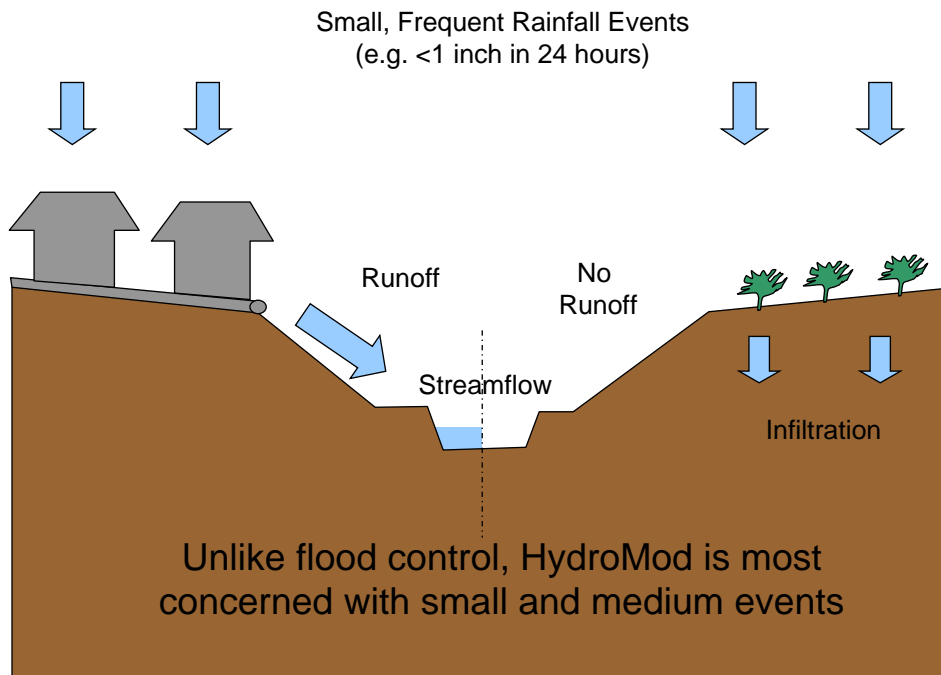 Small, Frequent Rainfall Events
(e.g. <1 inch in 24 hours)
Runoff
No
Runoff
Streamflow
Infiltration
Unlike flood control, HydroMod is most
concerned with small and medium events